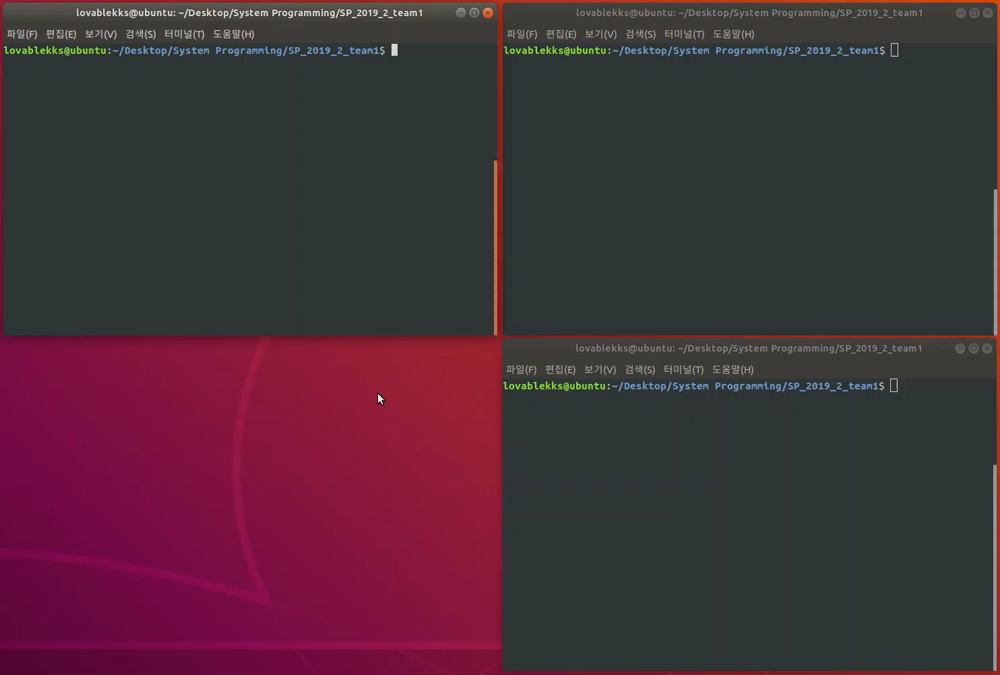 lovablekks@ubuntu: ~/Desktop/System Programming/SP_2019_2_team1
파일(F) 편집(E) 보기(V) 검색(S) 터미널(T) 도움말(H)
lovablekks@ubuntu:~/Desktop/System Programming/SP_2019_2_team1$
lovablekks@ubuntu: ~/Desktop/System Programming/SP_2019_2_team1
파일(F) 편집(E) 보기(V) 검색(S) 터미널(T) 도움말(H)
lovablekks@ubuntu:~/Desktop/System Programming/SP_2019_2_team1$
lovablekks@ubuntu: ~/Desktop/System Programming/SP_2019_2_team1
파일(F) 편집(E) 보기(V) 검색(S) 터미널(T) 도움말(H)
lovablekks@ubuntu:~/Desktop/System Programming/SP_2019_2_team1$